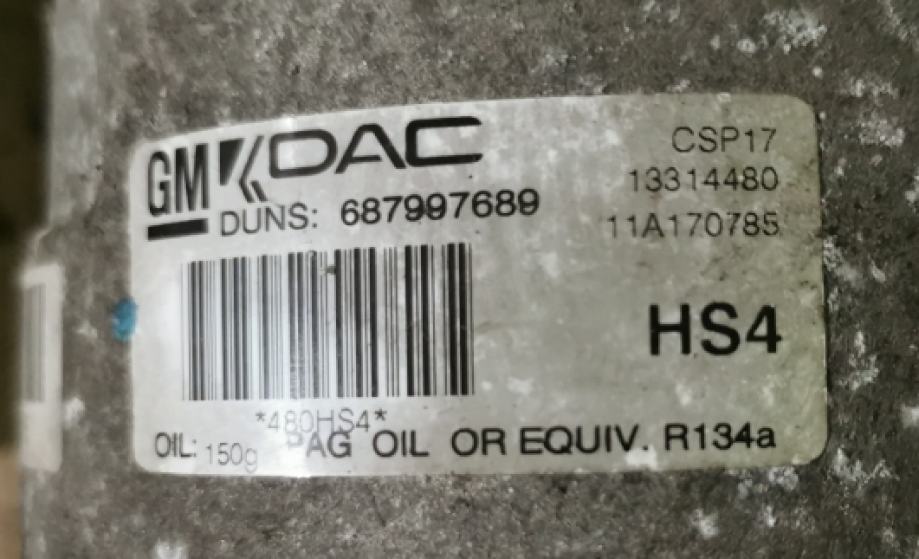 GM DAC CSP17
13314480
DUNS: 687997689 11A170785
HS4
*480HS4*
OIL: 150g PAG OIL OR EQUIV. R134a